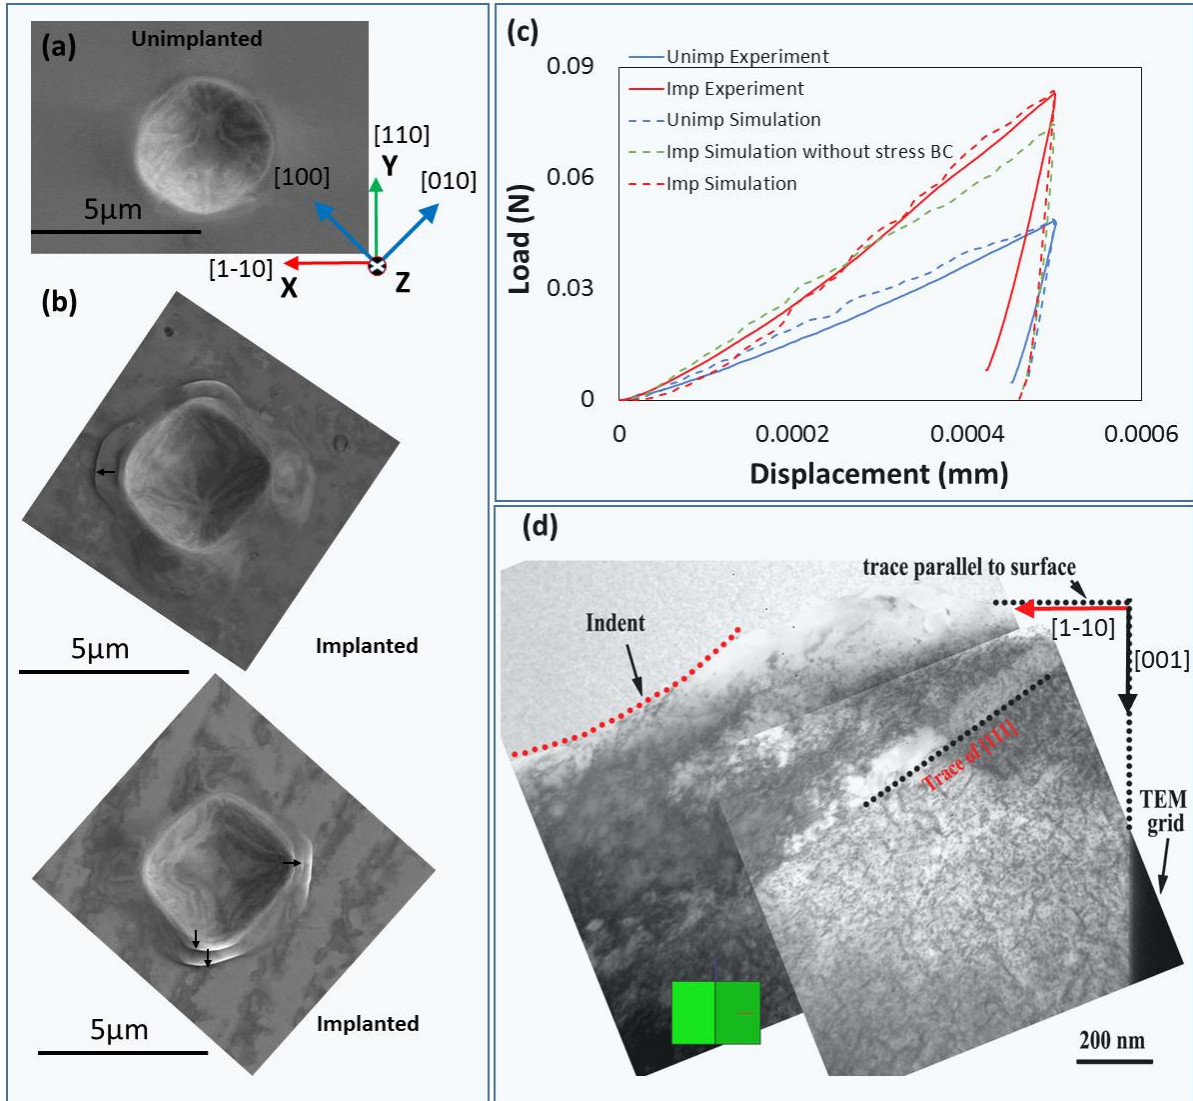 (a)
Unimplanted
5μm
[100]
[110]
Y
[010]
[1-10]
X
Z
(b)
5μm
Implanted
5μm
Implanted
(c)
Unimp Experiment
Imp Experiment
Unimp Simulation
Imp Simulation without stress BC
Imp Simulation
0.09
0.06
0.03
0
Load (N)
0
0.0002
0.0004
0.0006
Displacement (mm)
(d)
trace parallel to surface
Indent
[1-10]
[001]
Trace of [111]
TEM
grid
200 nm